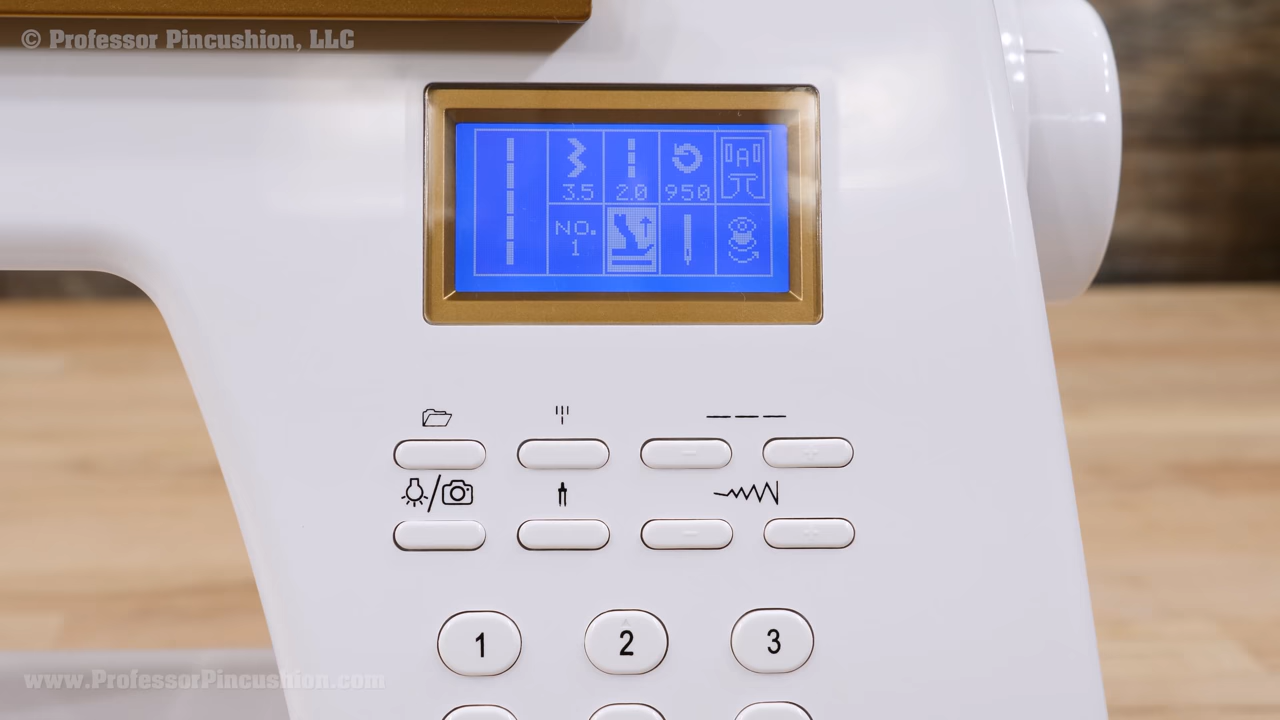 © Professor Pincushion, LLC
3.5 2.0 950 A
NO.
1
- +
/
- +
1 2 3
www.ProfessorPincushion.com